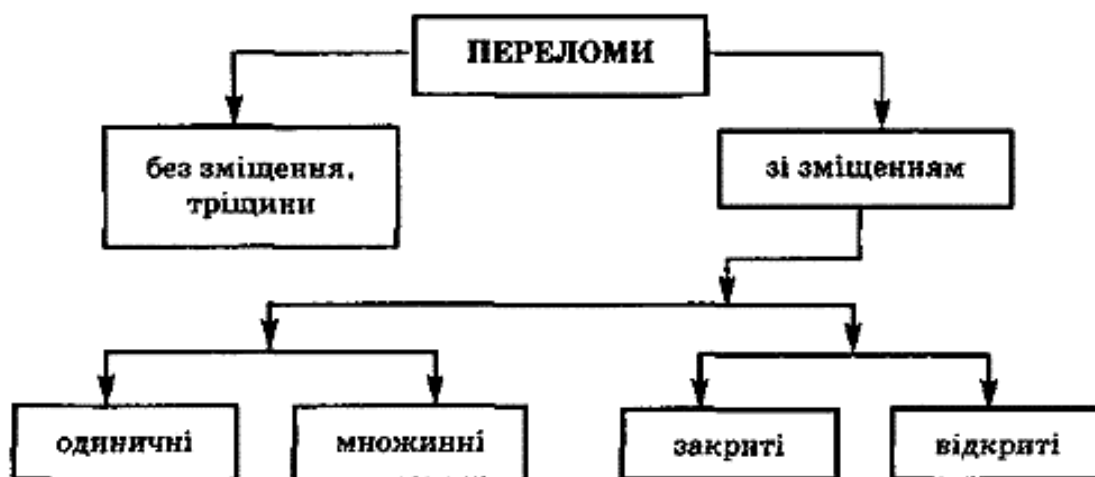 ПЕРЕЛОМИ
без зміщення,
тріщини
зі зміщенням
одиничні
множинні
закриті
відкриті